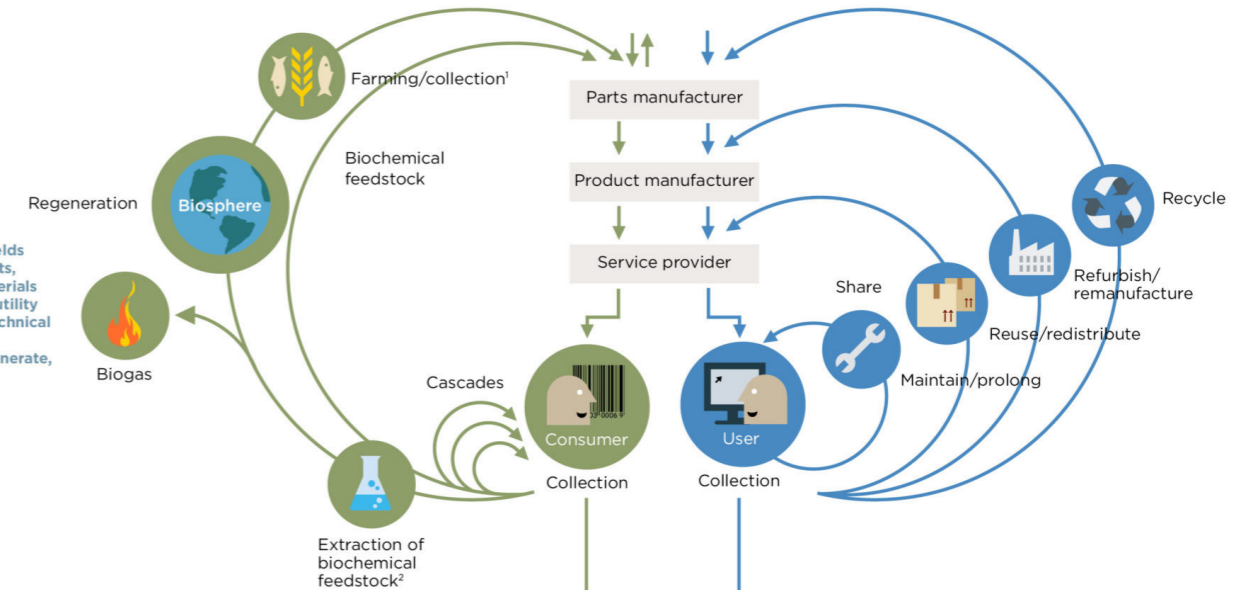 Farming/collection¹
Parts manufacturer
Biochemical
feedstock
Product manufacturer
Regeneration
Biosphere
Recycle
Service provider
Share
Refurbish/
remanufacture
Reuse/redistribute
Maintain/prolong
Biogas
Cascades
Consumer
User
Collection
Collection
Extraction of
biochemical
feedstock²